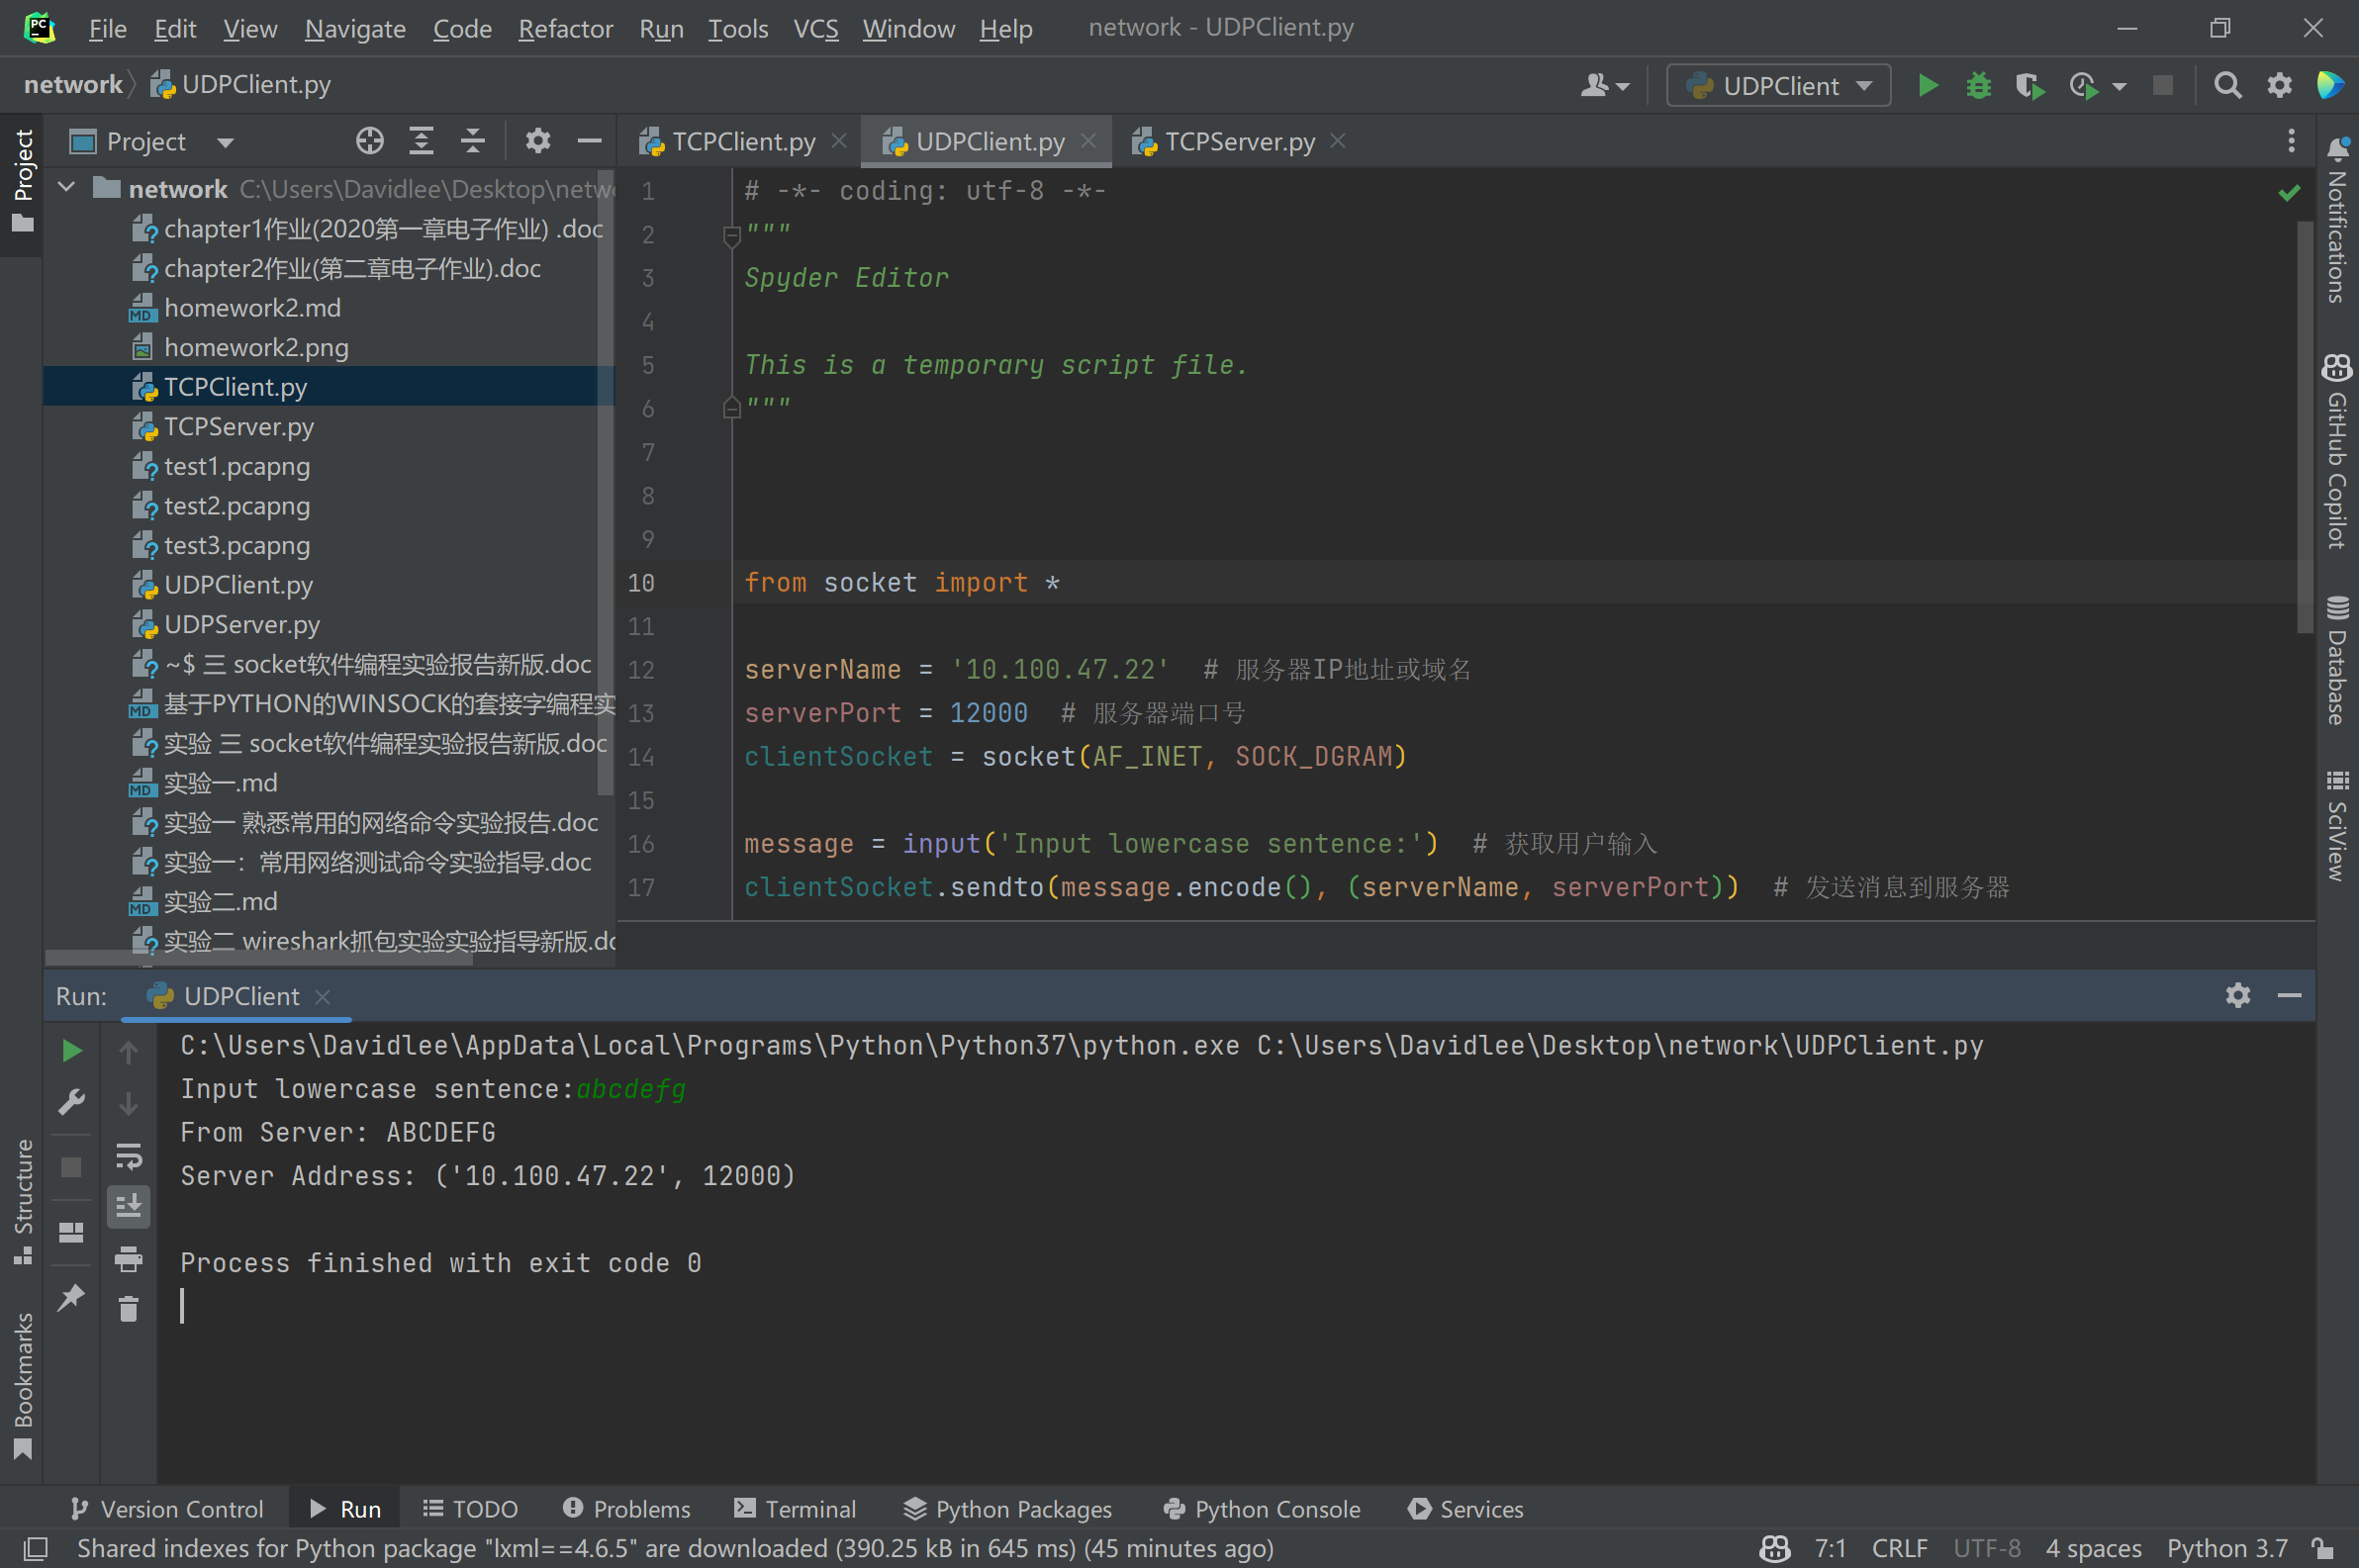 File Edit View Navigate Code Refactor Run Tools VCS Window Help network - UDPClient.py
network UDPClient.py UDPClient
Project
Project
TCPClient.py UDPClient.py TCPServer.py
network C:\Users\Davidlee\Desktop\netw
chapter1作业(2020第一章电子作业) .doc
chapter2作业(第二章电子作业).doc
homework2.md
homework2.png
TCPClient.py
TCPServer.py
test1.pcapng
test2.pcapng
test3.pcapng
UDPClient.py
UDPServer.py
~$ 三 socket软件编程实验报告新版.doc
基于PYTHON的WINSOCK的套接字编程实
实验 三 socket软件编程实验报告新版.doc
实验一.md
实验一 熟悉常用的网络命令实验报告.doc
实验一：常用网络测试命令实验指导.doc
实验二.md
实验二 wireshark抓包实验实验指导新版.dc
1 # -*- coding: utf-8 -*-
2 """
3 Spyder Editor
4
5 This is a temporary script file.
6 """
7
8
9
10 from socket import *
11
12 serverName = '10.100.47.22'  # 服务器IP地址或域名
13 serverPort = 12000  # 服务器端口号
14 clientSocket = socket(AF_INET, SOCK_DGRAM)
15
16 message = input('Input lowercase sentence:')  # 获取用户输入
17 clientSocket.sendto(message.encode(), (serverName, serverPort))  # 发送消息到服务器
Notifications
GitHub Copilot
Database
SciView
Run: UDPClient
C:\Users\Davidlee\AppData\Local\Programs\Python\Python37\python.exe C:\Users\Davidlee\Desktop\network\UDPClient.py
Input lowercase sentence:abcdefg
From Server: ABCDEFG
Server Address: ('10.100.47.22', 12000)
Process finished with exit code 0
Structure
Bookmarks
Version Control Run TODO Problems Terminal Python Packages Python Console Services
Shared indexes for Python package "lxml==4.6.5" are downloaded (390.25 kB in 645 ms) (45 minutes ago) 7:1 CRLF UTF-8 4 spaces Python 3.7